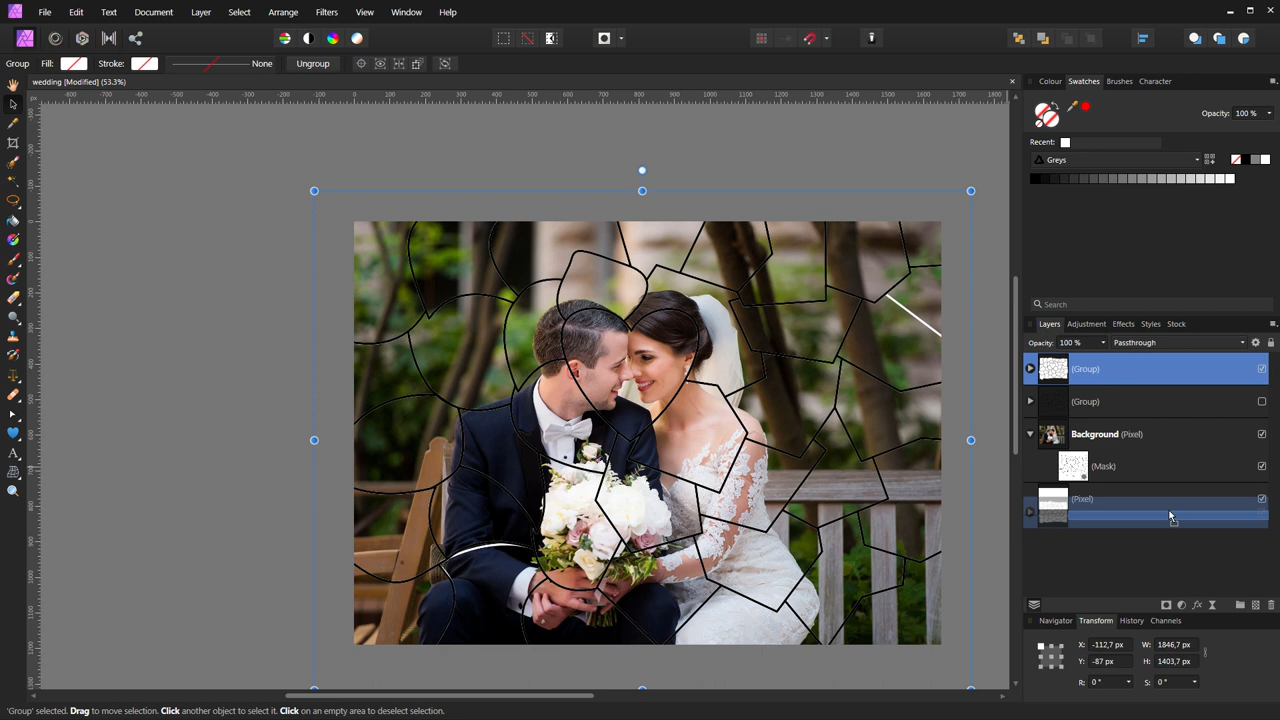 File Edit Text Document Layer Select Arrange Filters View Window Help
Group Fill: Stroke: None Ungroup
wedding [Modified] (53.3%)
Colour Swatches Brushes Character
Opacity: 100 %
Recent:
Greys
Search
Layers Adjustment Effects Styles Stock
Opacity: 100 % Passthrough
(Group)
(Group)
Background (Pixel)
(Mask)
(Pixel)
Navigator Transform History Channels
X: -112,7 px W: 1846,7 px
Y: -87 px H: 1403,7 px
R: 0 ° S: 0 °
'Group' selected. Drag to move selection. Click another object to select it. Click on an empty area to deselect selection.